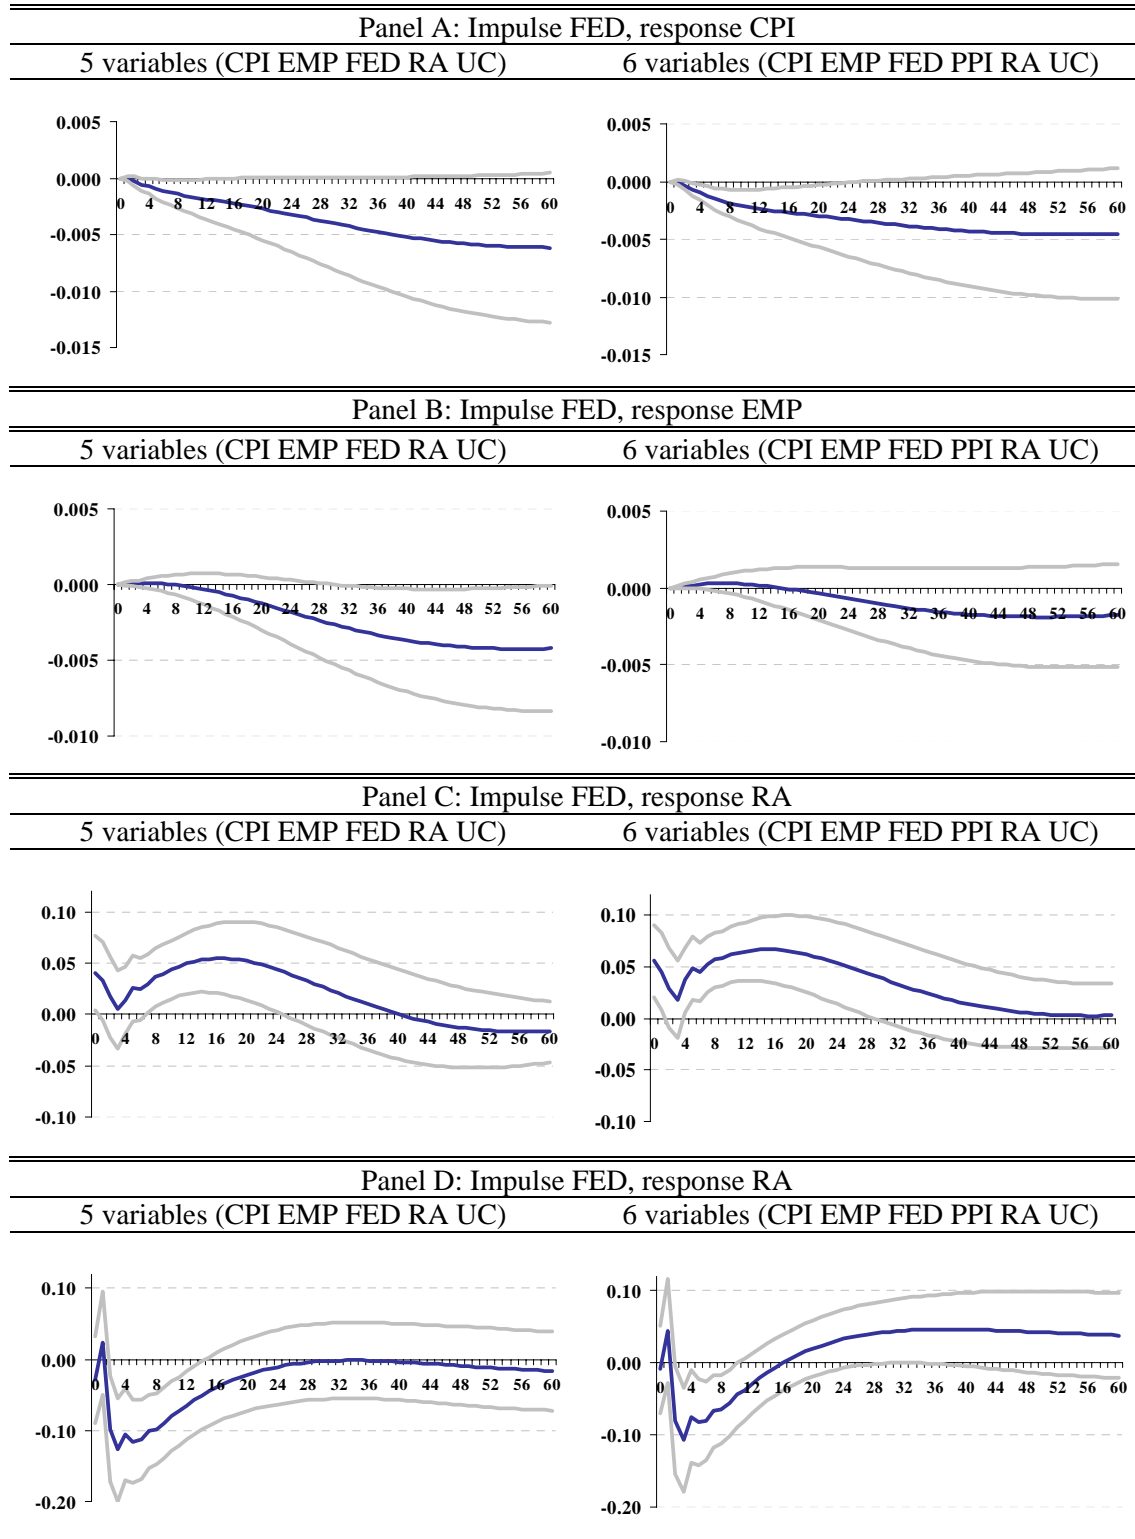 Panel A: Impulse FED, response CPI
5 variables (CPI EMP FED RA UC) 6 variables (CPI EMP FED PPI RA UC)
0.005
0.000
-0.005
-0.010
-0.015
0 4 8 12 16 20 24 28 32 36 40 44 48 52 56 60
0.005
0.000
-0.005
-0.010
-0.015
0 4 8 12 16 20 24 28 32 36 40 44 48 52 56 60
Panel B: Impulse FED, response EMP
5 variables (CPI EMP FED RA UC) 6 variables (CPI EMP FED PPI RA UC)
0.005
0.000
-0.005
-0.010
0 4 8 12 16 20 24 28 32 36 40 44 48 52 56 60
0.005
0.000
-0.005
-0.010
0 4 8 12 16 20 24 28 32 36 40 44 48 52 56 60
Panel C: Impulse FED, response RA
5 variables (CPI EMP FED RA UC) 6 variables (CPI EMP FED PPI RA UC)
0.10
0.05
0.00
-0.05
-0.10
0 4 8 12 16 20 24 28 32 36 40 44 48 52 56 60
0.10
0.05
0.00
-0.05
-0.10
0 4 8 12 16 20 24 28 32 36 40 44 48 52 56 60
Panel D: Impulse FED, response RA
5 variables (CPI EMP FED RA UC) 6 variables (CPI EMP FED PPI RA UC)
0.10
0.00
-0.10
-0.20
0 4 8 12 16 20 24 28 32 36 40 44 48 52 56 60
0.10
0.00
-0.10
-0.20
0 4 8 12 16 20 24 28 32 36 40 44 48 52 56 60